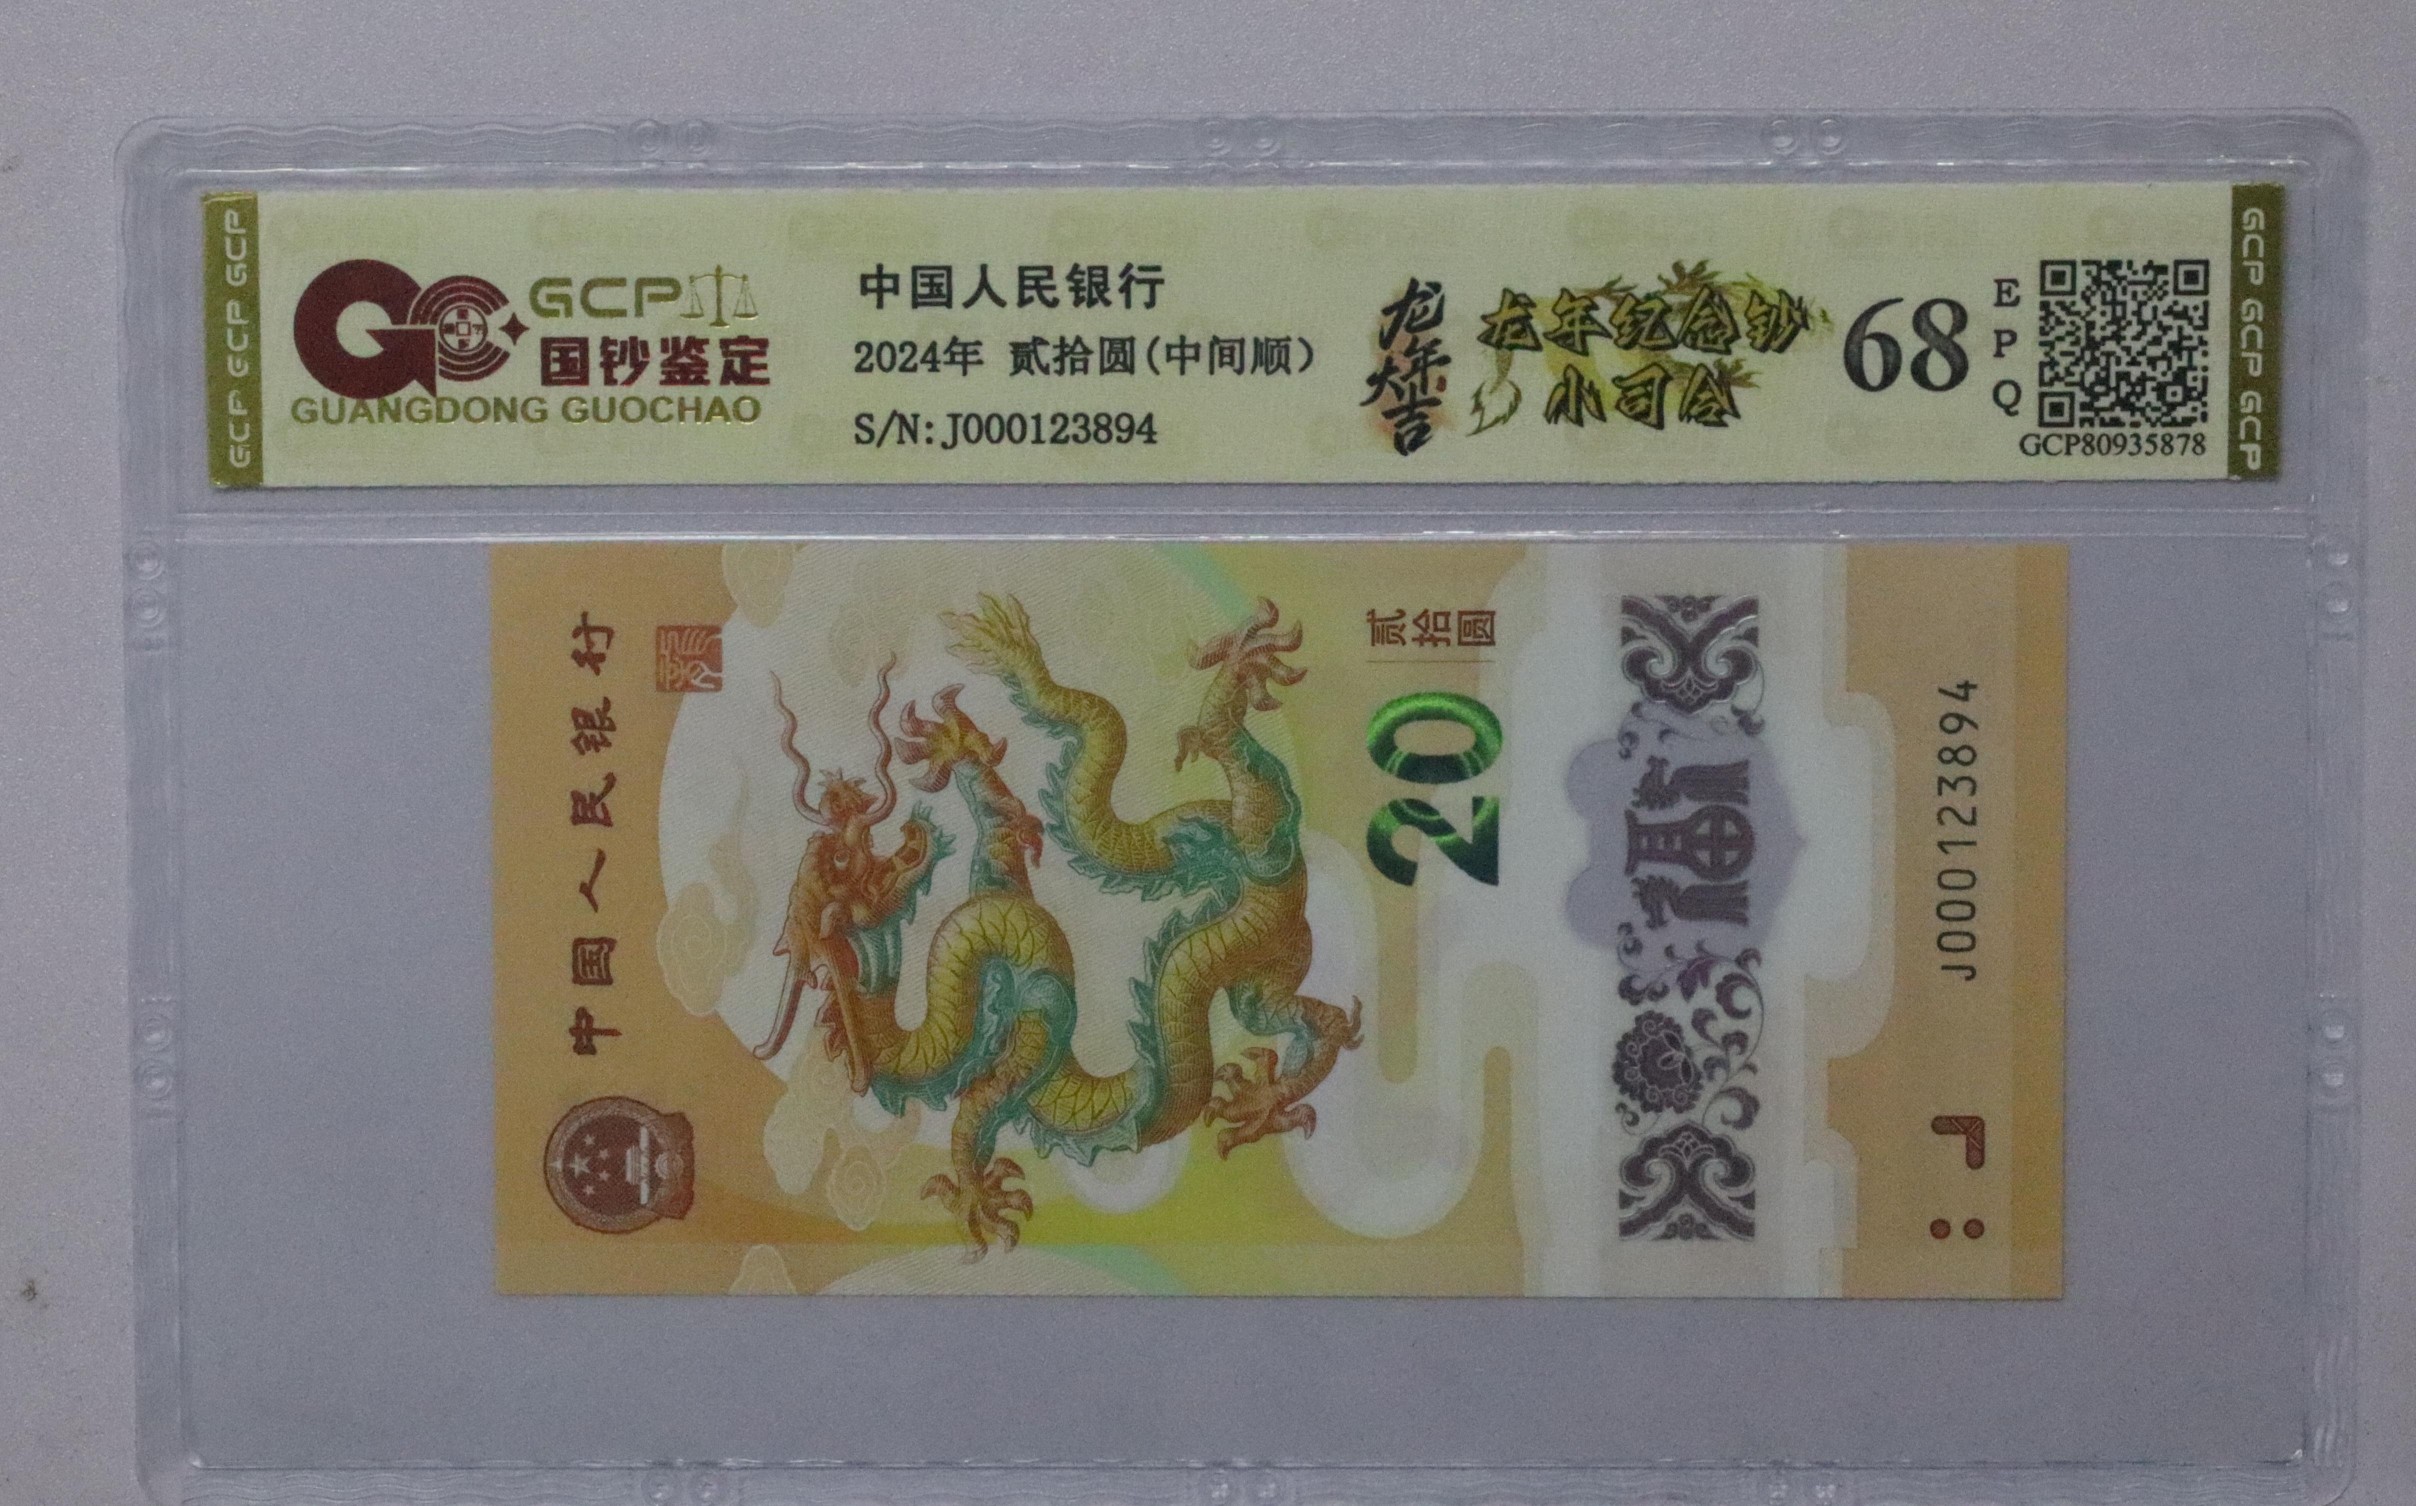 GCP GCP GCP
GCP
国钞鉴定
GUANGDONG GUOCHAO
中国人民银行
2024年 贰拾圆(中间顺)
S/N:J000123894
龙年大吉
龙年纪念钞
小司令
68
EPQ
GCP80935878
GCP GCP GCP
中国人民银行
贰拾圆
20
福
J000123894